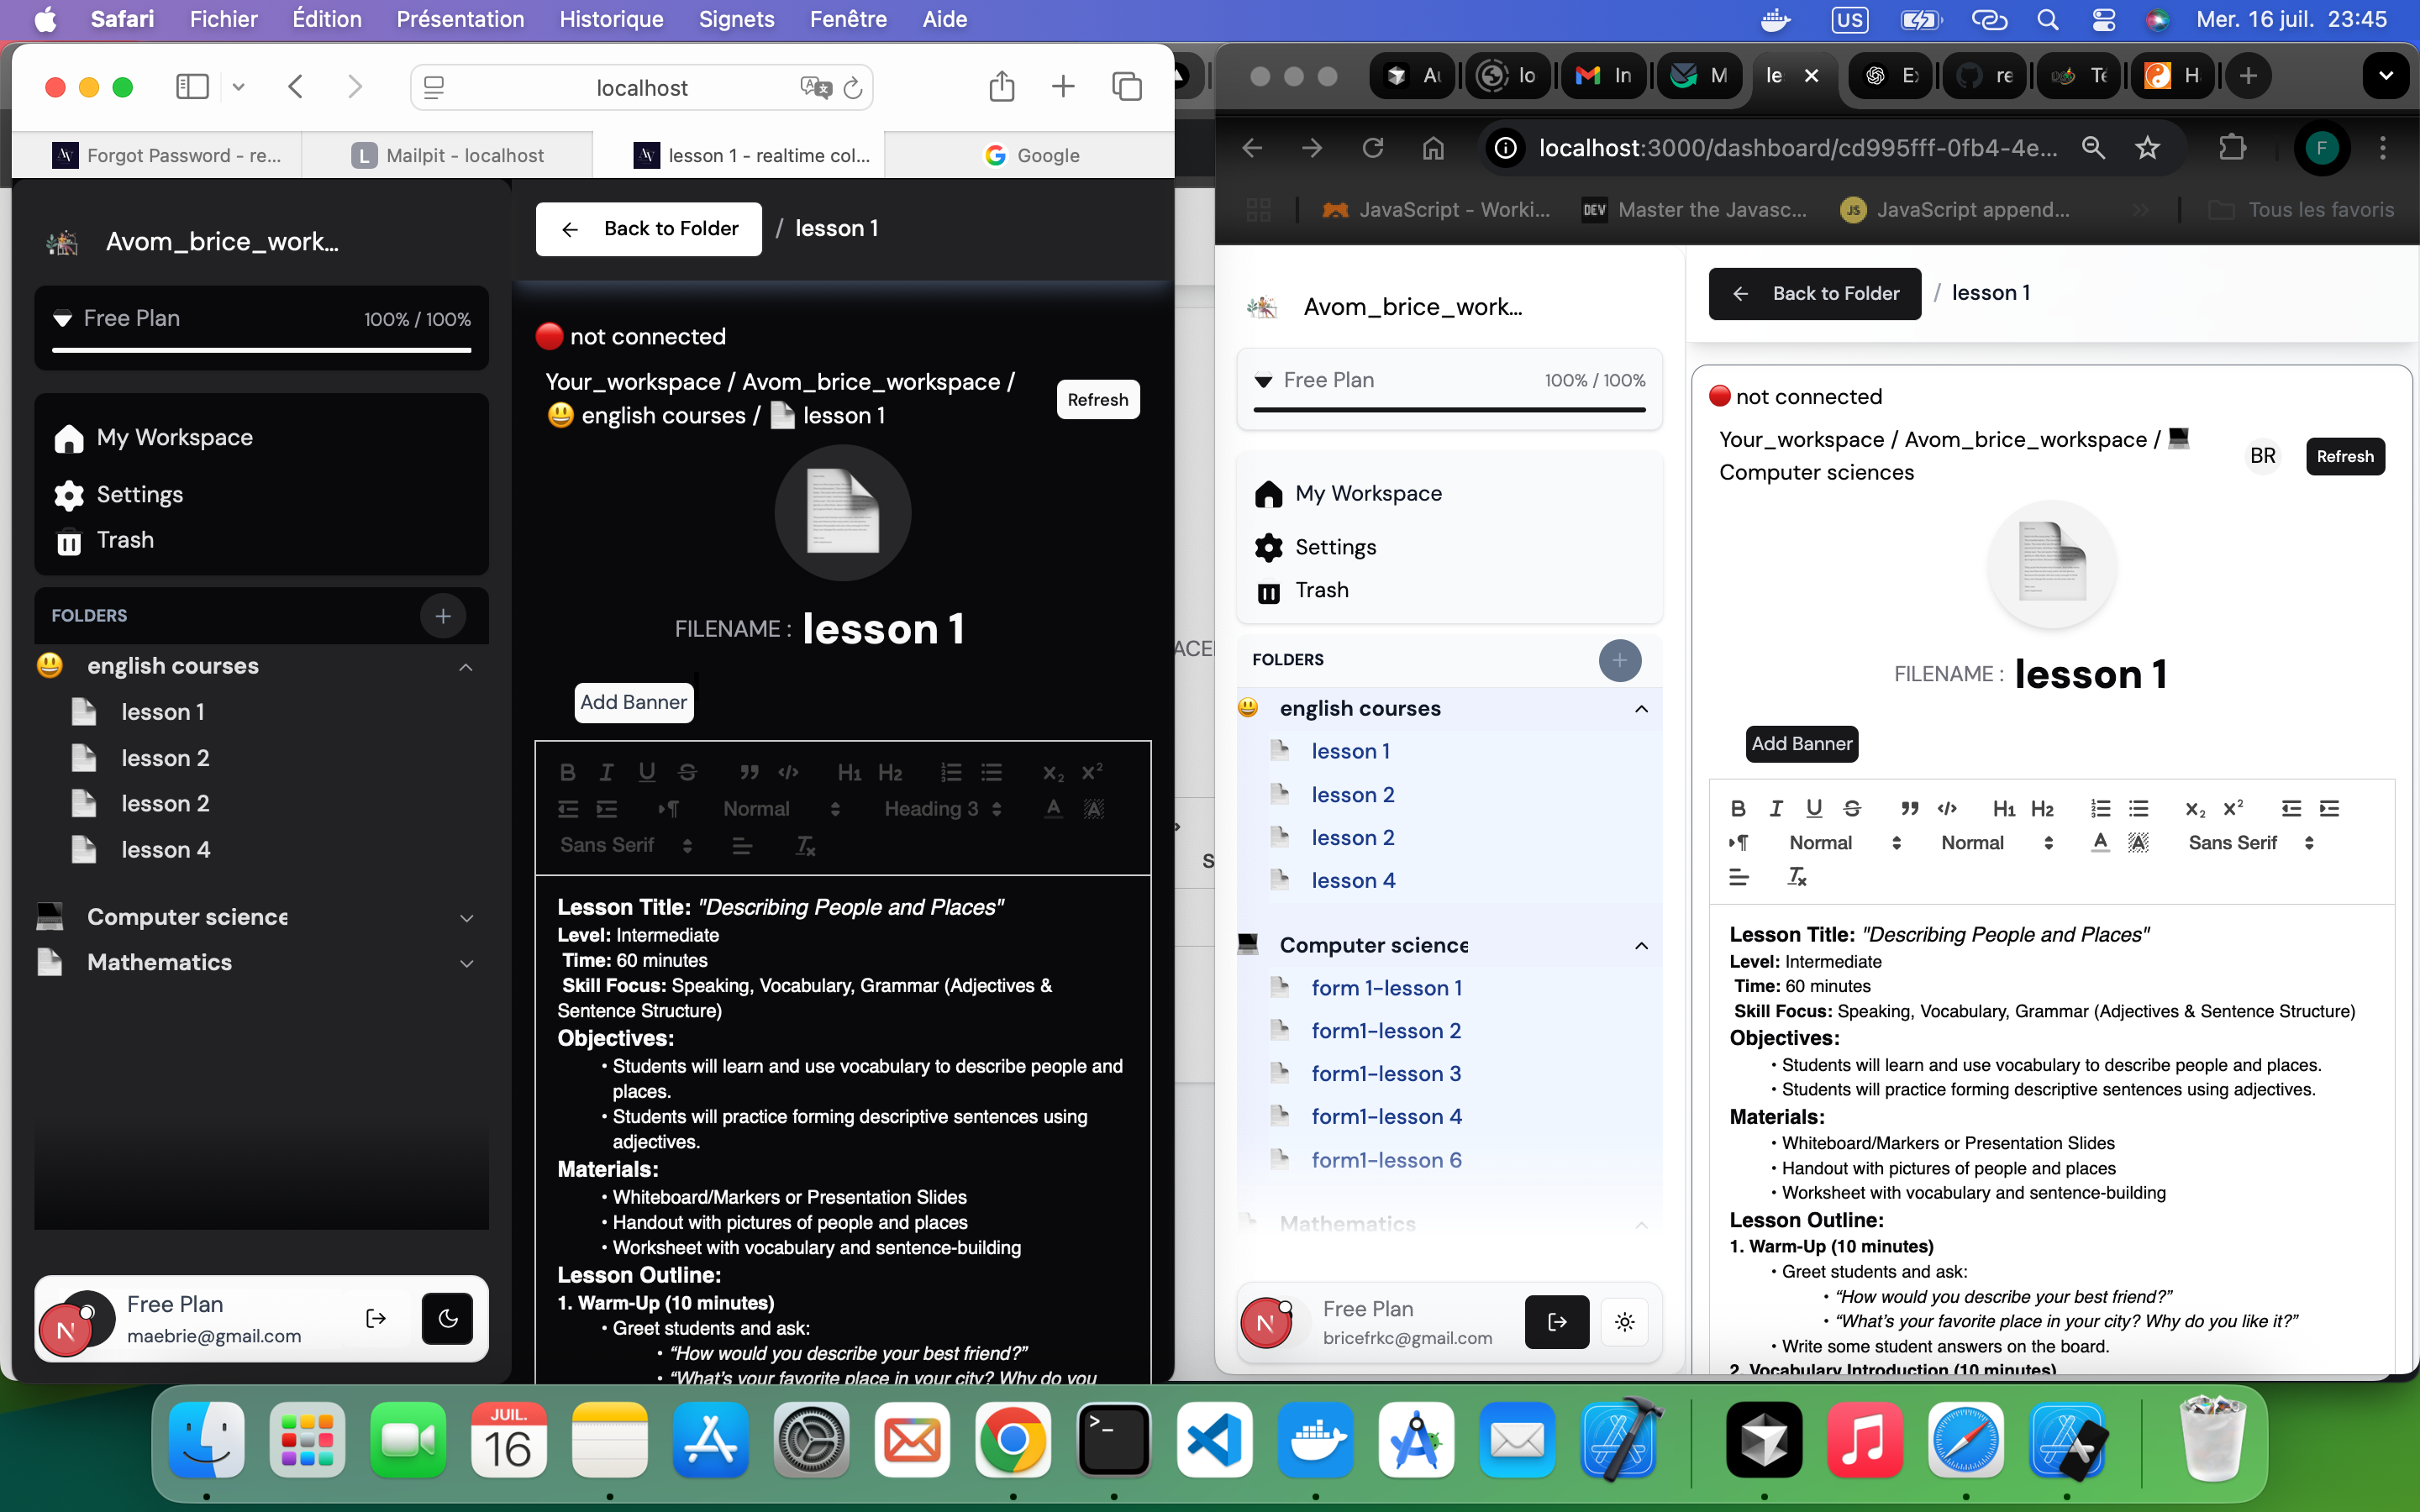 Safari Fichier Édition Présentation Historique Signets Fenêtre Aide
US
Mer. 16 juil. 23:45
localhost
Forgot Password - re...
L Mailpit - localhost
lesson 1 - realtime col...
Google
Avom_brice_work...
Free Plan 100% / 100%
My Workspace
Settings
Trash
FOLDERS
english courses
lesson 1
lesson 2
lesson 2
lesson 4
Computer science
Mathematics
N
Free Plan
maebrie@gmail.com
Back to Folder / lesson 1
not connected
Your_workspace / Avom_brice_workspace /
english courses / lesson 1
Refresh
FILENAME : lesson 1
Add Banner
B I U S H1 H2 X2 X2
Normal Heading 3 A A
Sans Serif Tx
Lesson Title: "Describing People and Places"
Level: Intermediate
Time: 60 minutes
Skill Focus: Speaking, Vocabulary, Grammar (Adjectives &
Sentence Structure)
Objectives:
• Students will learn and use vocabulary to describe people and
places.
• Students will practice forming descriptive sentences using
adjectives.
Materials:
• Whiteboard/Markers or Presentation Slides
• Handout with pictures of people and places
• Worksheet with vocabulary and sentence-building
Lesson Outline:
1. Warm-Up (10 minutes)
• Greet students and ask:
• “How would you describe your best friend?”
• “What’s your favorite place in your city? Why do you
ACE
S
lo
In
M
le
re
H
localhost:3000/dashboard/cd995fff-0fb4-4e...
F
JavaScript - Worki...
DEV Master the Javasc...
JS JavaScript append...
Tous les favoris
Avom_brice_work...
Free Plan 100% / 100%
My Workspace
Settings
Trash
FOLDERS
english courses
lesson 1
lesson 2
lesson 2
lesson 4
Computer science
form 1-lesson 1
form1-lesson 2
form1-lesson 3
form1-lesson 4
form1-lesson 6
Mathematics
N
Free Plan
bricefrkc@gmail.com
Back to Folder / lesson 1
not connected
Your_workspace / Avom_brice_workspace /
Computer sciences
BR
Refresh
FILENAME : lesson 1
Add Banner
B I U S H1 H2 X2 X2
Normal Normal A A Sans Serif
Tx
Lesson Title: "Describing People and Places"
Level: Intermediate
Time: 60 minutes
Skill Focus: Speaking, Vocabulary, Grammar (Adjectives & Sentence Structure)
Objectives:
• Students will learn and use vocabulary to describe people and places.
• Students will practice forming descriptive sentences using adjectives.
Materials:
• Whiteboard/Markers or Presentation Slides
• Handout with pictures of people and places
• Worksheet with vocabulary and sentence-building
Lesson Outline:
1. Warm-Up (10 minutes)
• Greet students and ask:
• “How would you describe your best friend?”
• “What’s your favorite place in your city? Why do you like it?”
• Write some student answers on the board.
2. Vocabulary Introduction (10 minutes)
JUIL.
16